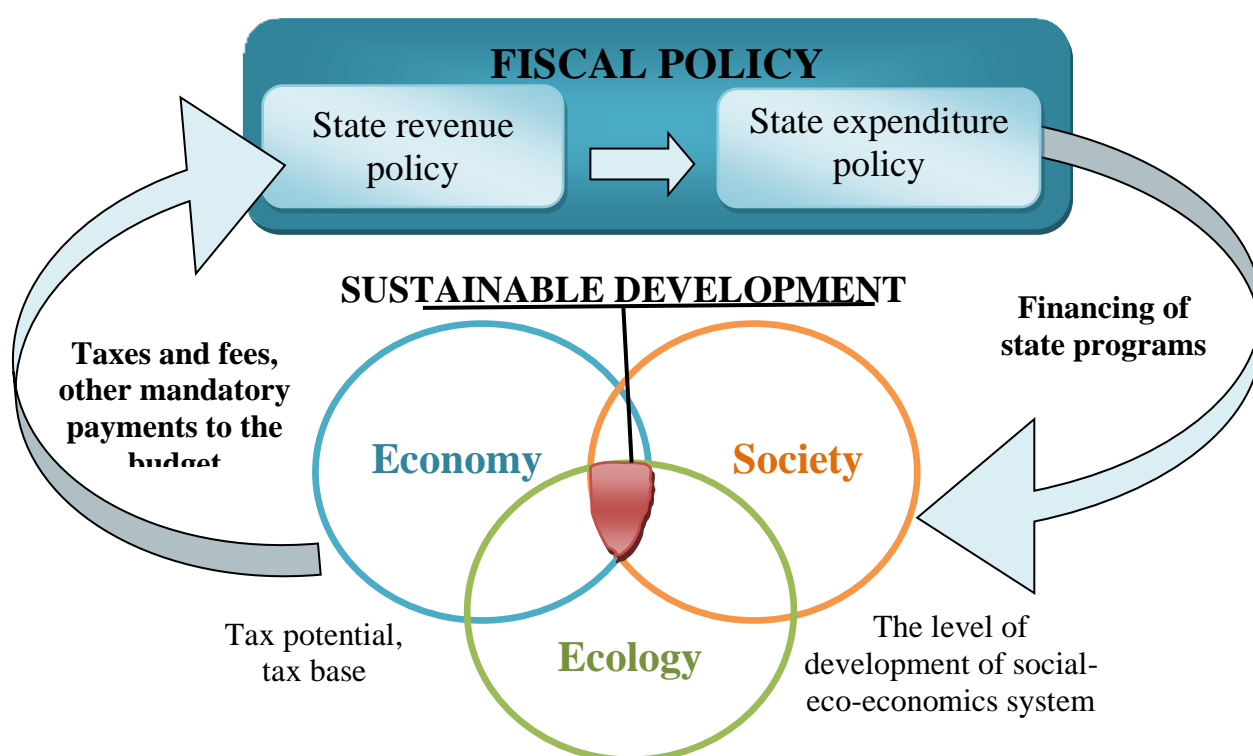 FISCAL POLICY
State revenue
policy
State expenditure
policy
SUSTAINABLE DEVELOPMENT
Taxes and fees,
other mandatory
payments to the
budget
Financing of
state programs
Economy
Society
Ecology
Tax potential,
tax base
The level of
development of social-
eco-economics system